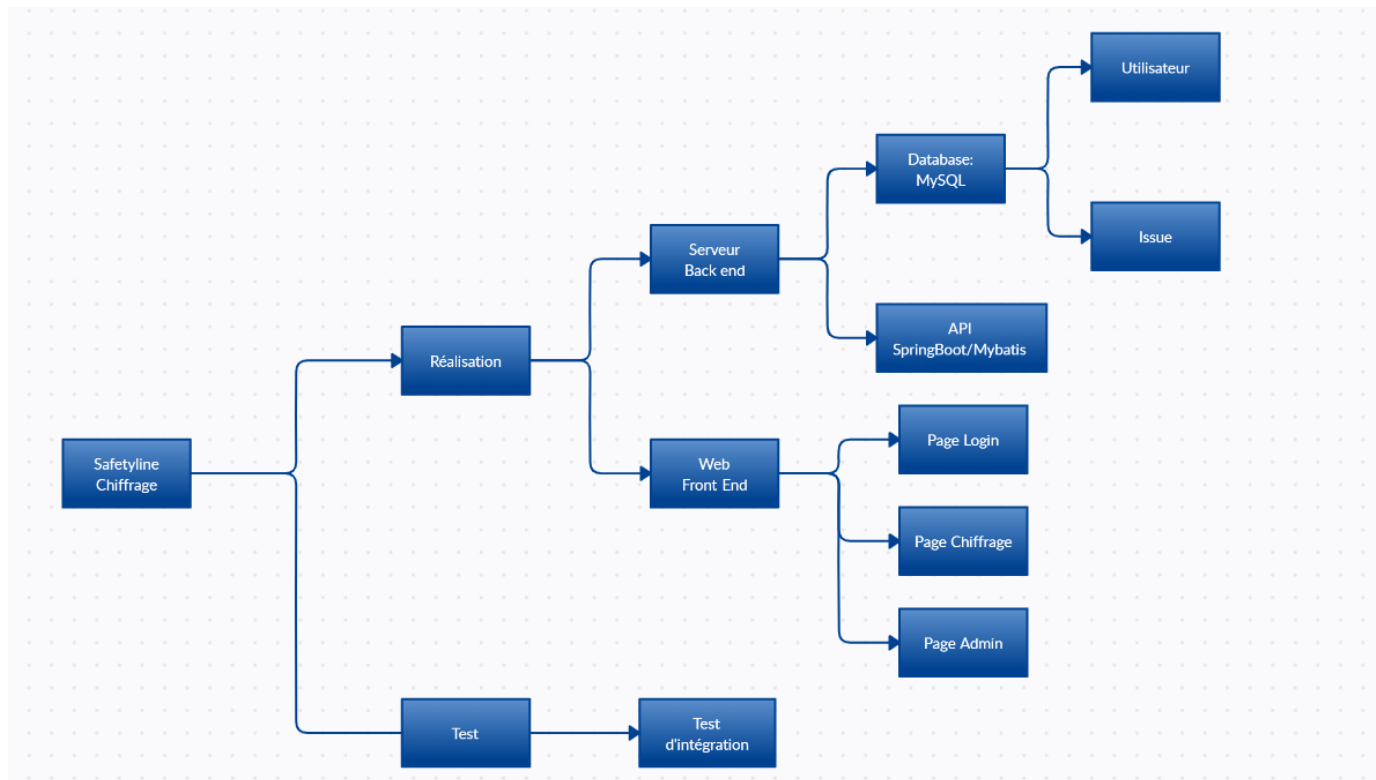 Utilisateur
Database:
MySQL
Issue
Serveur
Back end
API
SpringBoot/Mybatis
Réalisation
Page Login
Safetyline
Chiffrage
Web
Front End
Page Chiffrage
Page Admin
Test
Test
d'intégration